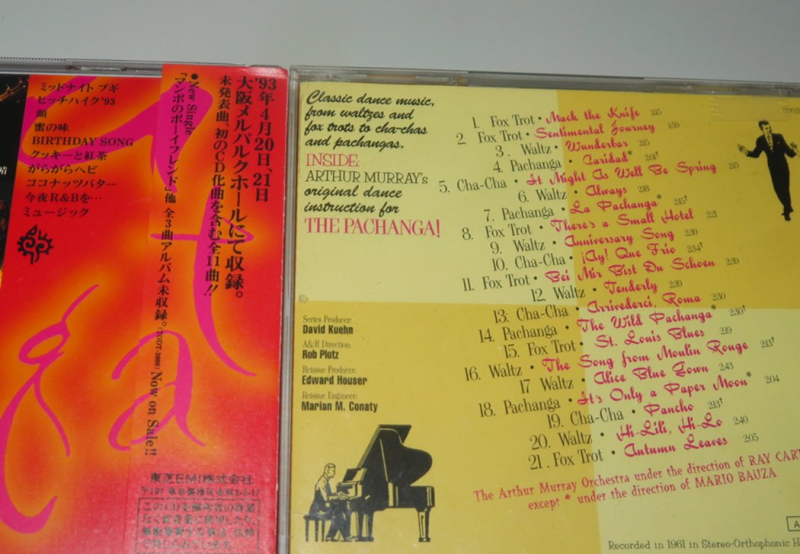 ミッドナイト ブギ
ヒッチハイク'93
顔
蜜の味
BIRTHDAY SONG
クッキーと紅茶
がらがらヘビ
ココナッツバター
今夜R&Bを…
ミュージック
'93年4月20日、21日
大阪メルパルクホールにて収録。
未発表曲、初のCD化曲を含む全11曲!!
●New Single
「マンボのボーイフレンド」他 全3曲アルバム未収録。 Now on Sale!!
東芝EMI株式会社
Classic dance music,
from waltzes and
fox trots to cha-chas
and pachangas.
INSIDE:
ARTHUR MURRAY's
original dance
instruction for
THE PACHANGA!
Series Producer:
David Kuehn
A&R Direction:
Rob Plotz
Reissue Producer:
Edward Houser
Reissue Engineer:
Marian M. Conaty
1. Fox Trot • Mack the Knife
2. Fox Trot • Sentimental Journey
3. Waltz • Wunderbar
4. Pachanga • Caridad*
5. Cha-Cha • It Might As Well Be Spring
6. Waltz • Always
7. Pachanga • La Pachanga*
8. Fox Trot • There's a Small Hotel
9. Waltz • Anniversary Song
10. Cha-Cha • ¡Ay! Que Frio
11. Fox Trot • Bei Mir Bist Du Schoen
12. Waltz • Tenderly
13. Cha-Cha • Arrivederci, Roma
14. Pachanga • The Wild Pachanga*
15. Fox Trot • St. Louis Blues
16. Waltz • The Song from Moulin Rouge
17. Waltz • Alice Blue Gown
18. Pachanga • It's Only a Paper Moon*
19. Cha-Cha • Pancho
20. Waltz • Hi-Lili, Hi-Lo
21. Fox Trot • Autumn Leaves
The Arthur Murray Orchestra under the direction of RAY CART
except * under the direction of MARIO BAUZA
Recorded in 1961 in Stereo-Orthophonic H